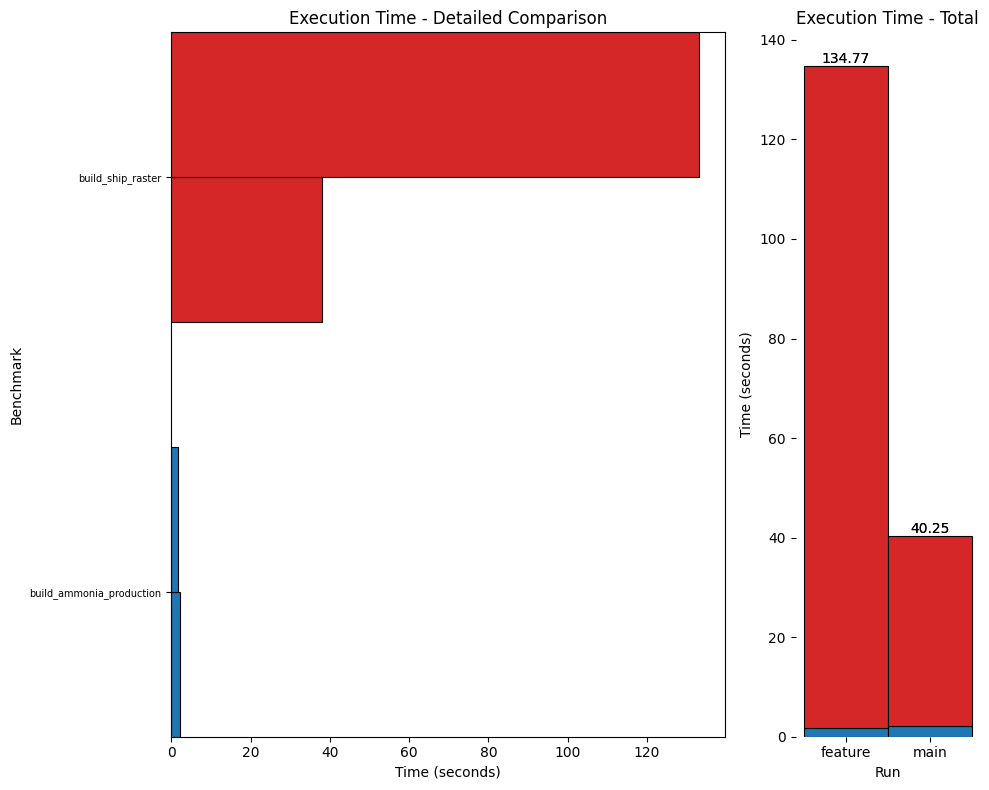 Execution Time - Detailed Comparison
Benchmark
build_ship_raster
build_ammonia_production
0 20 40 60 80 100 120
Time (seconds)
Execution Time - Total
Time (seconds)
140
120
100
80
60
40
20
0
134.77
40.25
feature main
Run